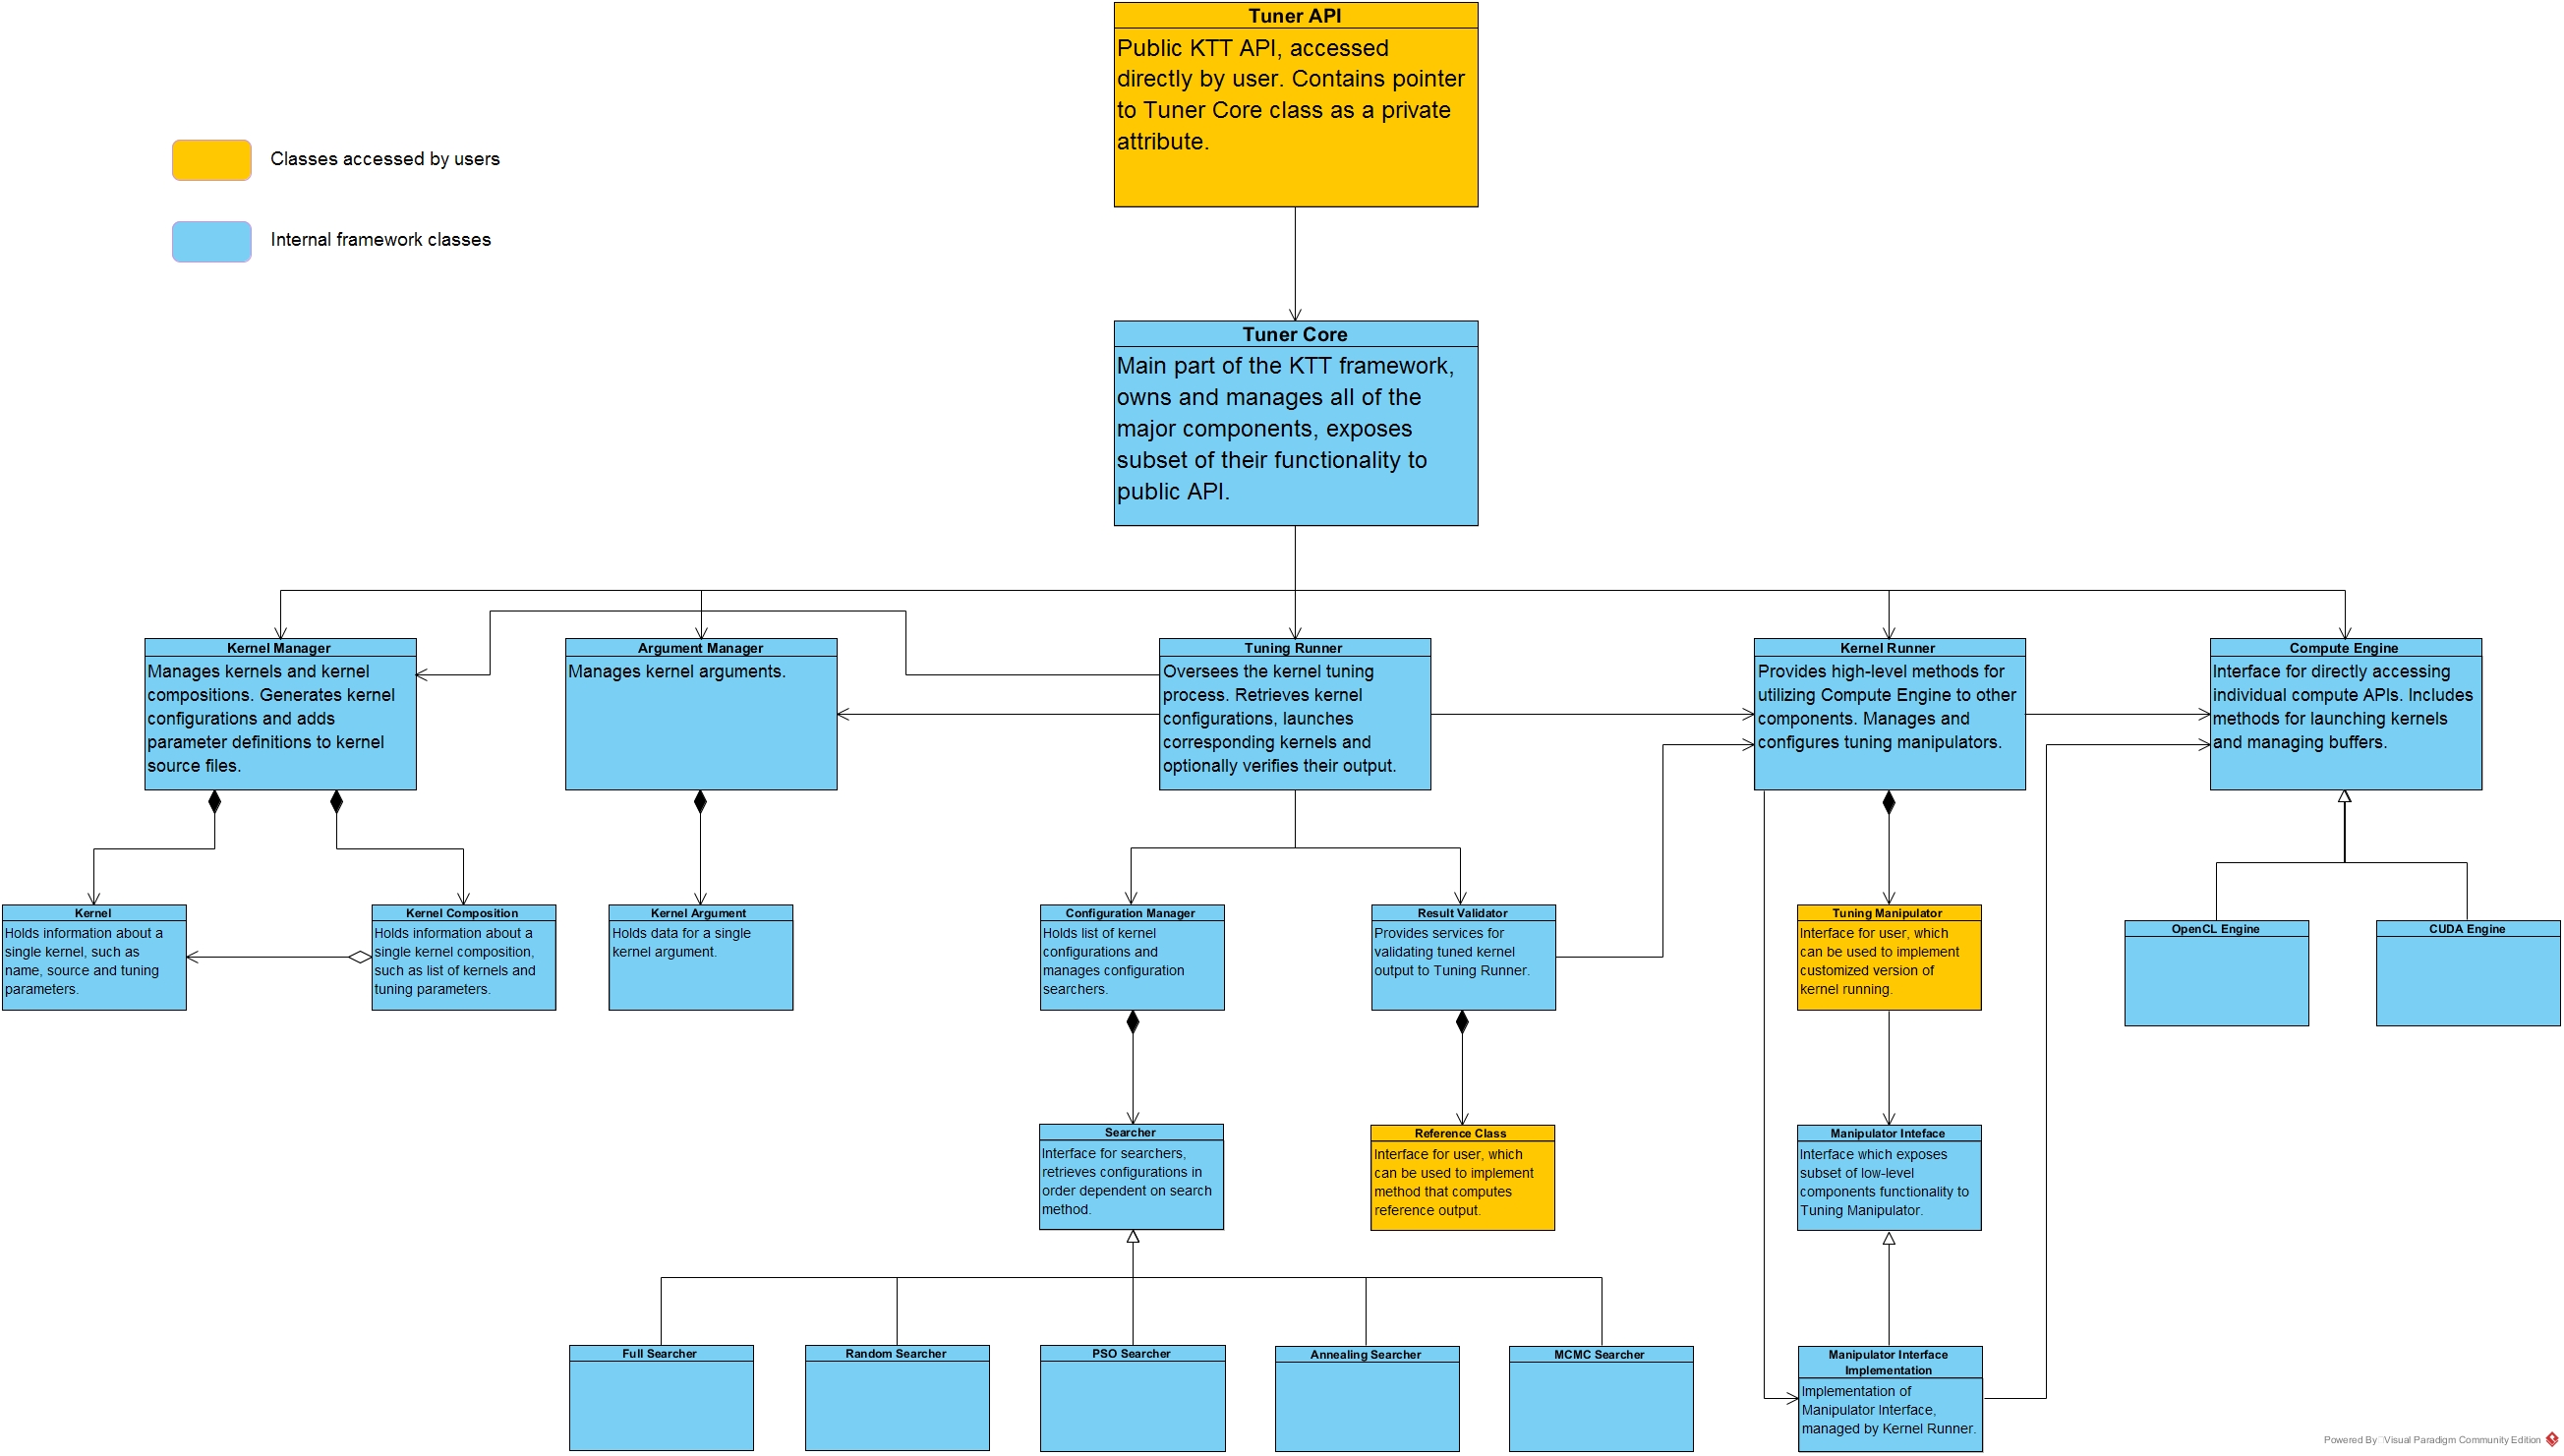 Tuner API
Public KTT API, accessed
directly by user. Contains pointer
to Tuner Core class as a private
attribute.
Classes accessed by users
Internal framework classes
Tuner Core
Main part of the KTT framework,
owns and manages all of the
major components, exposes
subset of their functionality to
public API.
Kernel Manager
Manages kernels and kernel
compositions. Generates kernel
configurations and adds
parameter definitions to kernel
source files.
Argument Manager
Manages kernel arguments.
Tuning Runner
Oversees the kernel tuning
process. Retrieves kernel
configurations, launches
corresponding kernels and
optionally verifies their output.
Kernel Runner
Provides high-level methods for
utilizing Compute Engine to other
components. Manages and
configures tuning manipulators.
Compute Engine
Interface for directly accessing
individual compute APIs. Includes
methods for launching kernels
and managing buffers.
Kernel
Holds information about a
single kernel, such as
name, source and tuning
parameters.
Kernel Composition
Holds information about a
single kernel composition,
such as list of kernels and
tuning parameters.
Kernel Argument
Holds data for a single
kernel argument.
Configuration Manager
Holds list of kernel
configurations and
manages configuration
searchers.
Result Validator
Provides services for
validating tuned kernel
output to Tuning Runner.
Tuning Manipulator
Interface for user, which
can be used to implement
customized version of
kernel running.
OpenCL Engine
CUDA Engine
Searcher
Interface for searchers,
retrieves configurations in
order dependent on search
method.
Reference Class
Interface for user, which
can be used to implement
method that computes
reference output.
Manipulator Inteface
Interface which exposes
subset of low-level
components functionality to
Tuning Manipulator.
Full Searcher
Random Searcher
PSO Searcher
Annealing Searcher
MCMC Searcher
Manipulator Interface
Implementation
Implementation of
Manipulator Interface,
managed by Kernel Runner.
Powered By Visual Paradigm Community Edition